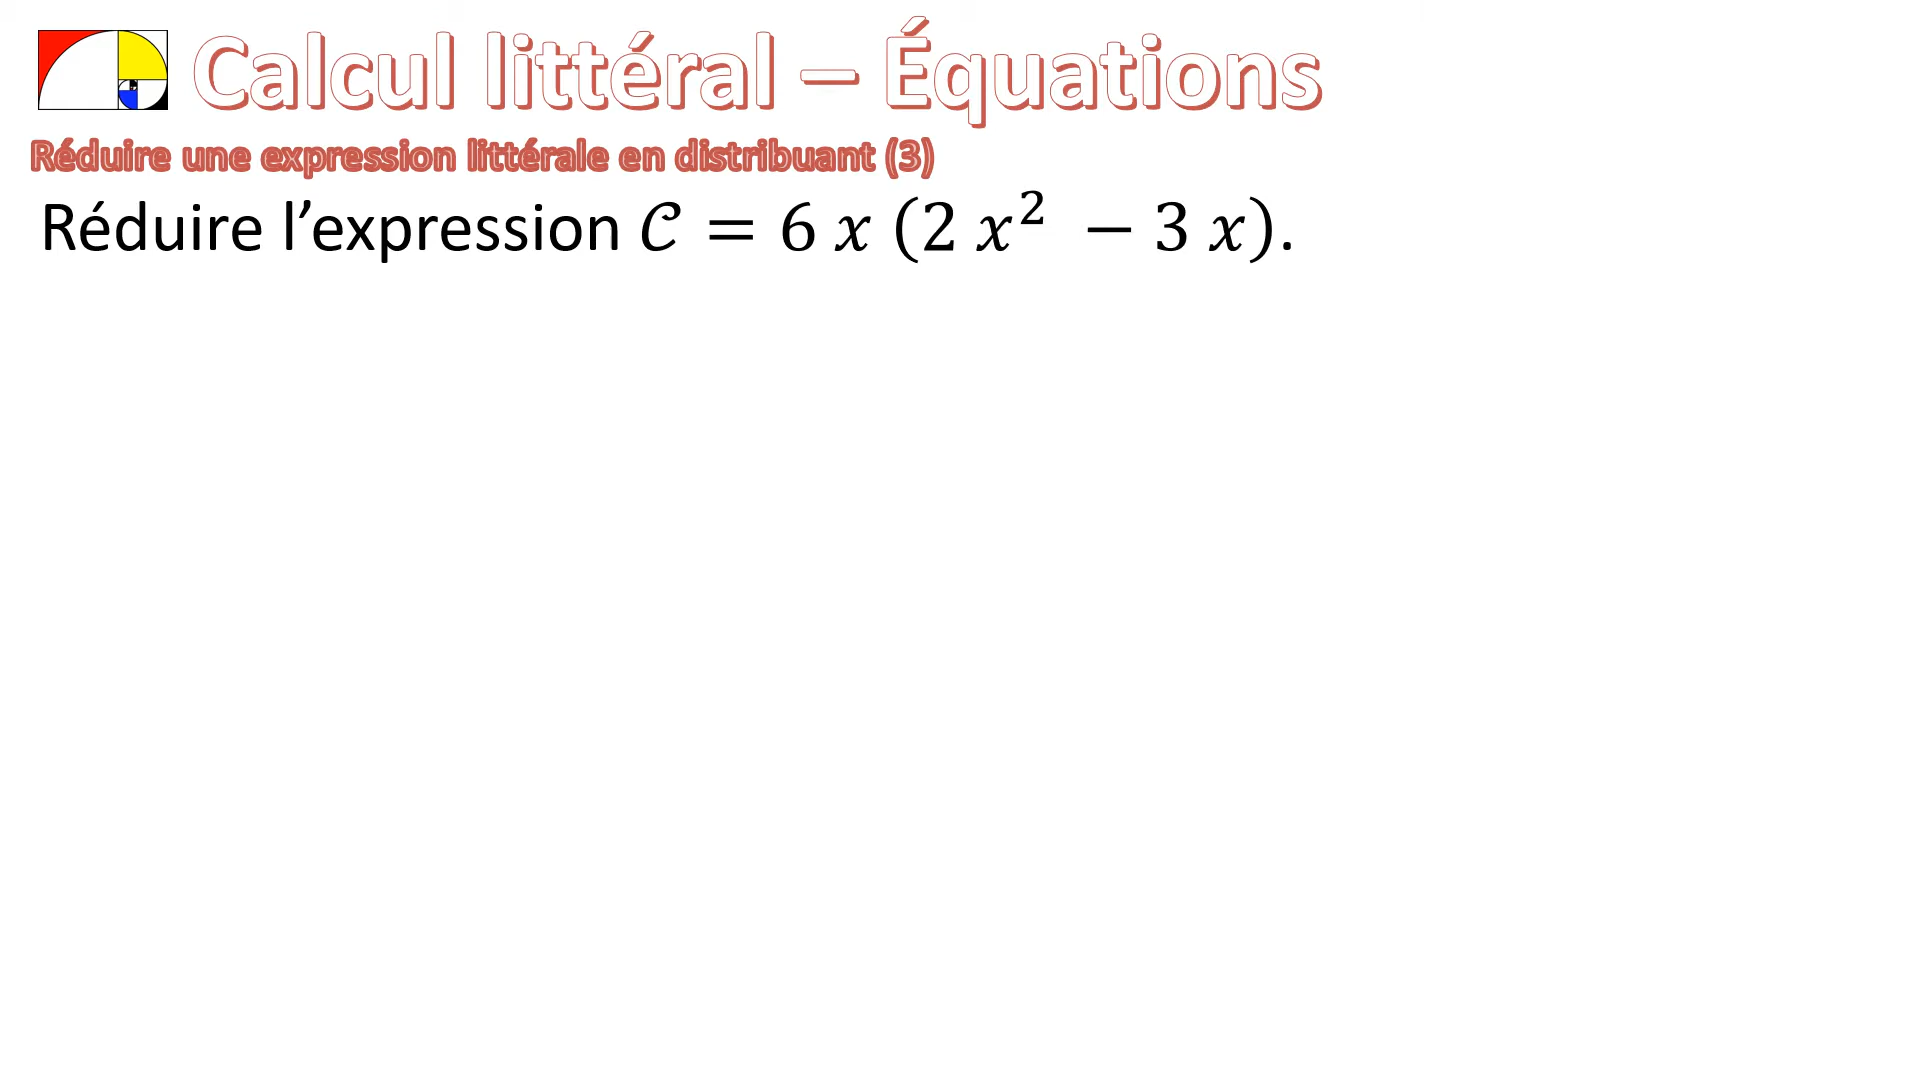 Calcul littéral – Équations
Réduire une expression littérale en distribuant (3)
Réduire l’expression 𝒞 = 6 𝑥 (2 𝑥² − 3 𝑥).